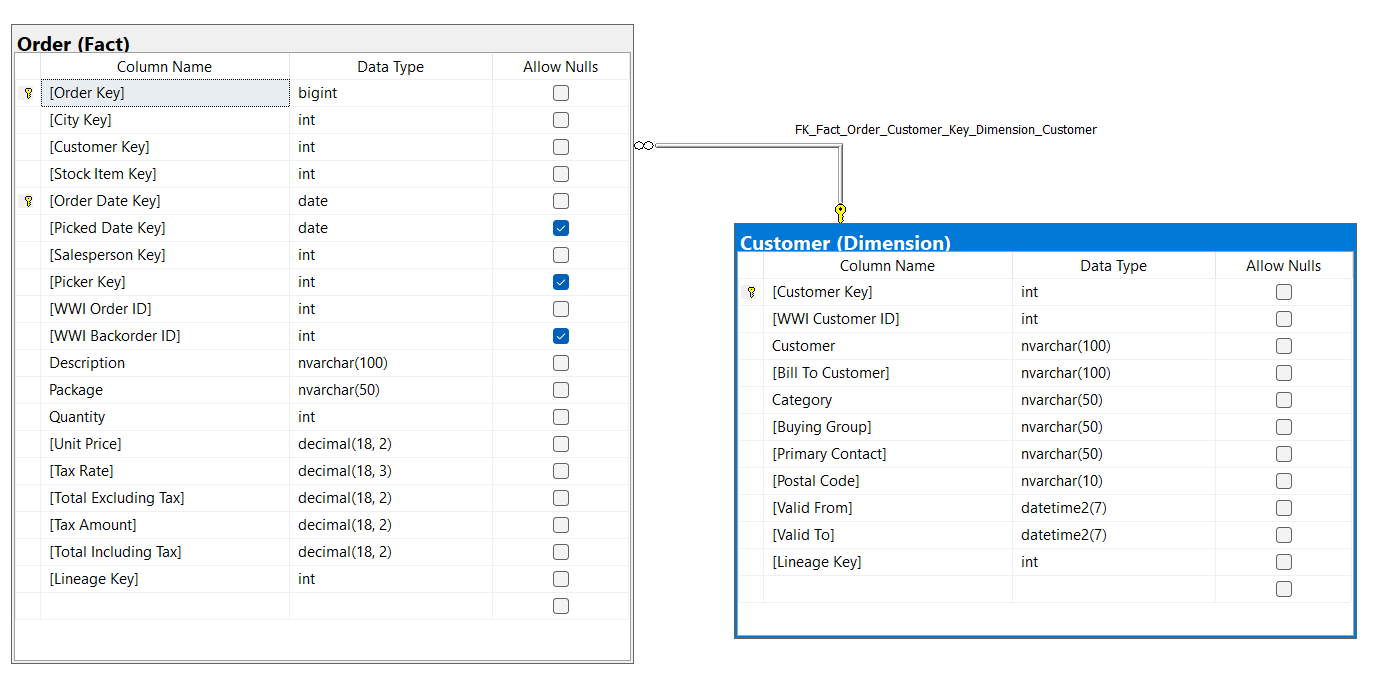 Order (Fact)
Column Name Data Type Allow Nulls
[Order Key] bigint
[City Key] int
[Customer Key] int
[Stock Item Key] int
[Order Date Key] date
[Picked Date Key] date
[Salesperson Key] int
[Picker Key] int
[WWI Order ID] int
[WWI Backorder ID] int
Description nvarchar(100)
Package nvarchar(50)
Quantity int
[Unit Price] decimal(18, 2)
[Tax Rate] decimal(18, 3)
[Total Excluding Tax] decimal(18, 2)
[Tax Amount] decimal(18, 2)
[Total Including Tax] decimal(18, 2)
[Lineage Key] int
FK_Fact_Order_Customer_Key_Dimension_Customer
Customer (Dimension)
Column Name Data Type Allow Nulls
[Customer Key] int
[WWI Customer ID] int
Customer nvarchar(100)
[Bill To Customer] nvarchar(100)
Category nvarchar(50)
[Buying Group] nvarchar(50)
[Primary Contact] nvarchar(50)
[Postal Code] nvarchar(10)
[Valid From] datetime2(7)
[Valid To] datetime2(7)
[Lineage Key] int